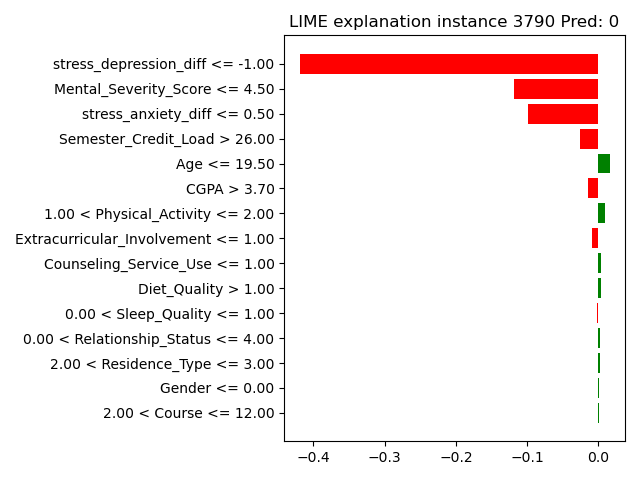 LIME explanation instance 3790 Pred: 0
stress_depression_diff <= -1.00
Mental_Severity_Score <= 4.50
stress_anxiety_diff <= 0.50
Semester_Credit_Load > 26.00
Age <= 19.50
CGPA > 3.70
1.00 < Physical_Activity <= 2.00
Extracurricular_Involvement <= 1.00
Counseling_Service_Use <= 1.00
Diet_Quality > 1.00
0.00 < Sleep_Quality <= 1.00
0.00 < Relationship_Status <= 4.00
2.00 < Residence_Type <= 3.00
Gender <= 0.00
2.00 < Course <= 12.00
−0.4 −0.3 −0.2 −0.1 0.0